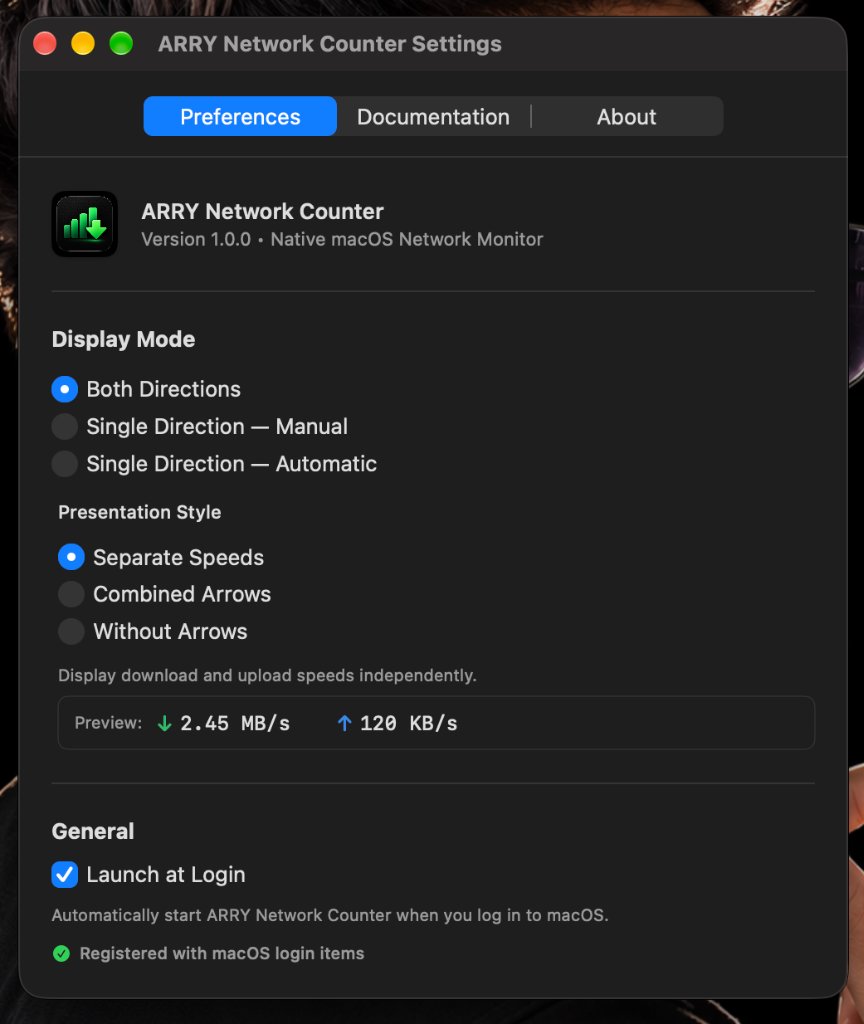 ARRY Network Counter Settings
Preferences
Documentation
About
ARRY Network Counter
Version 1.0.0 • Native macOS Network Monitor
Display Mode
Both Directions
Single Direction — Manual
Single Direction — Automatic
Presentation Style
Separate Speeds
Combined Arrows
Without Arrows
Display download and upload speeds independently.
Preview: ↓ 2.45 MB/s ↑ 120 KB/s
General
Launch at Login
Automatically start ARRY Network Counter when you log in to macOS.
Registered with macOS login items